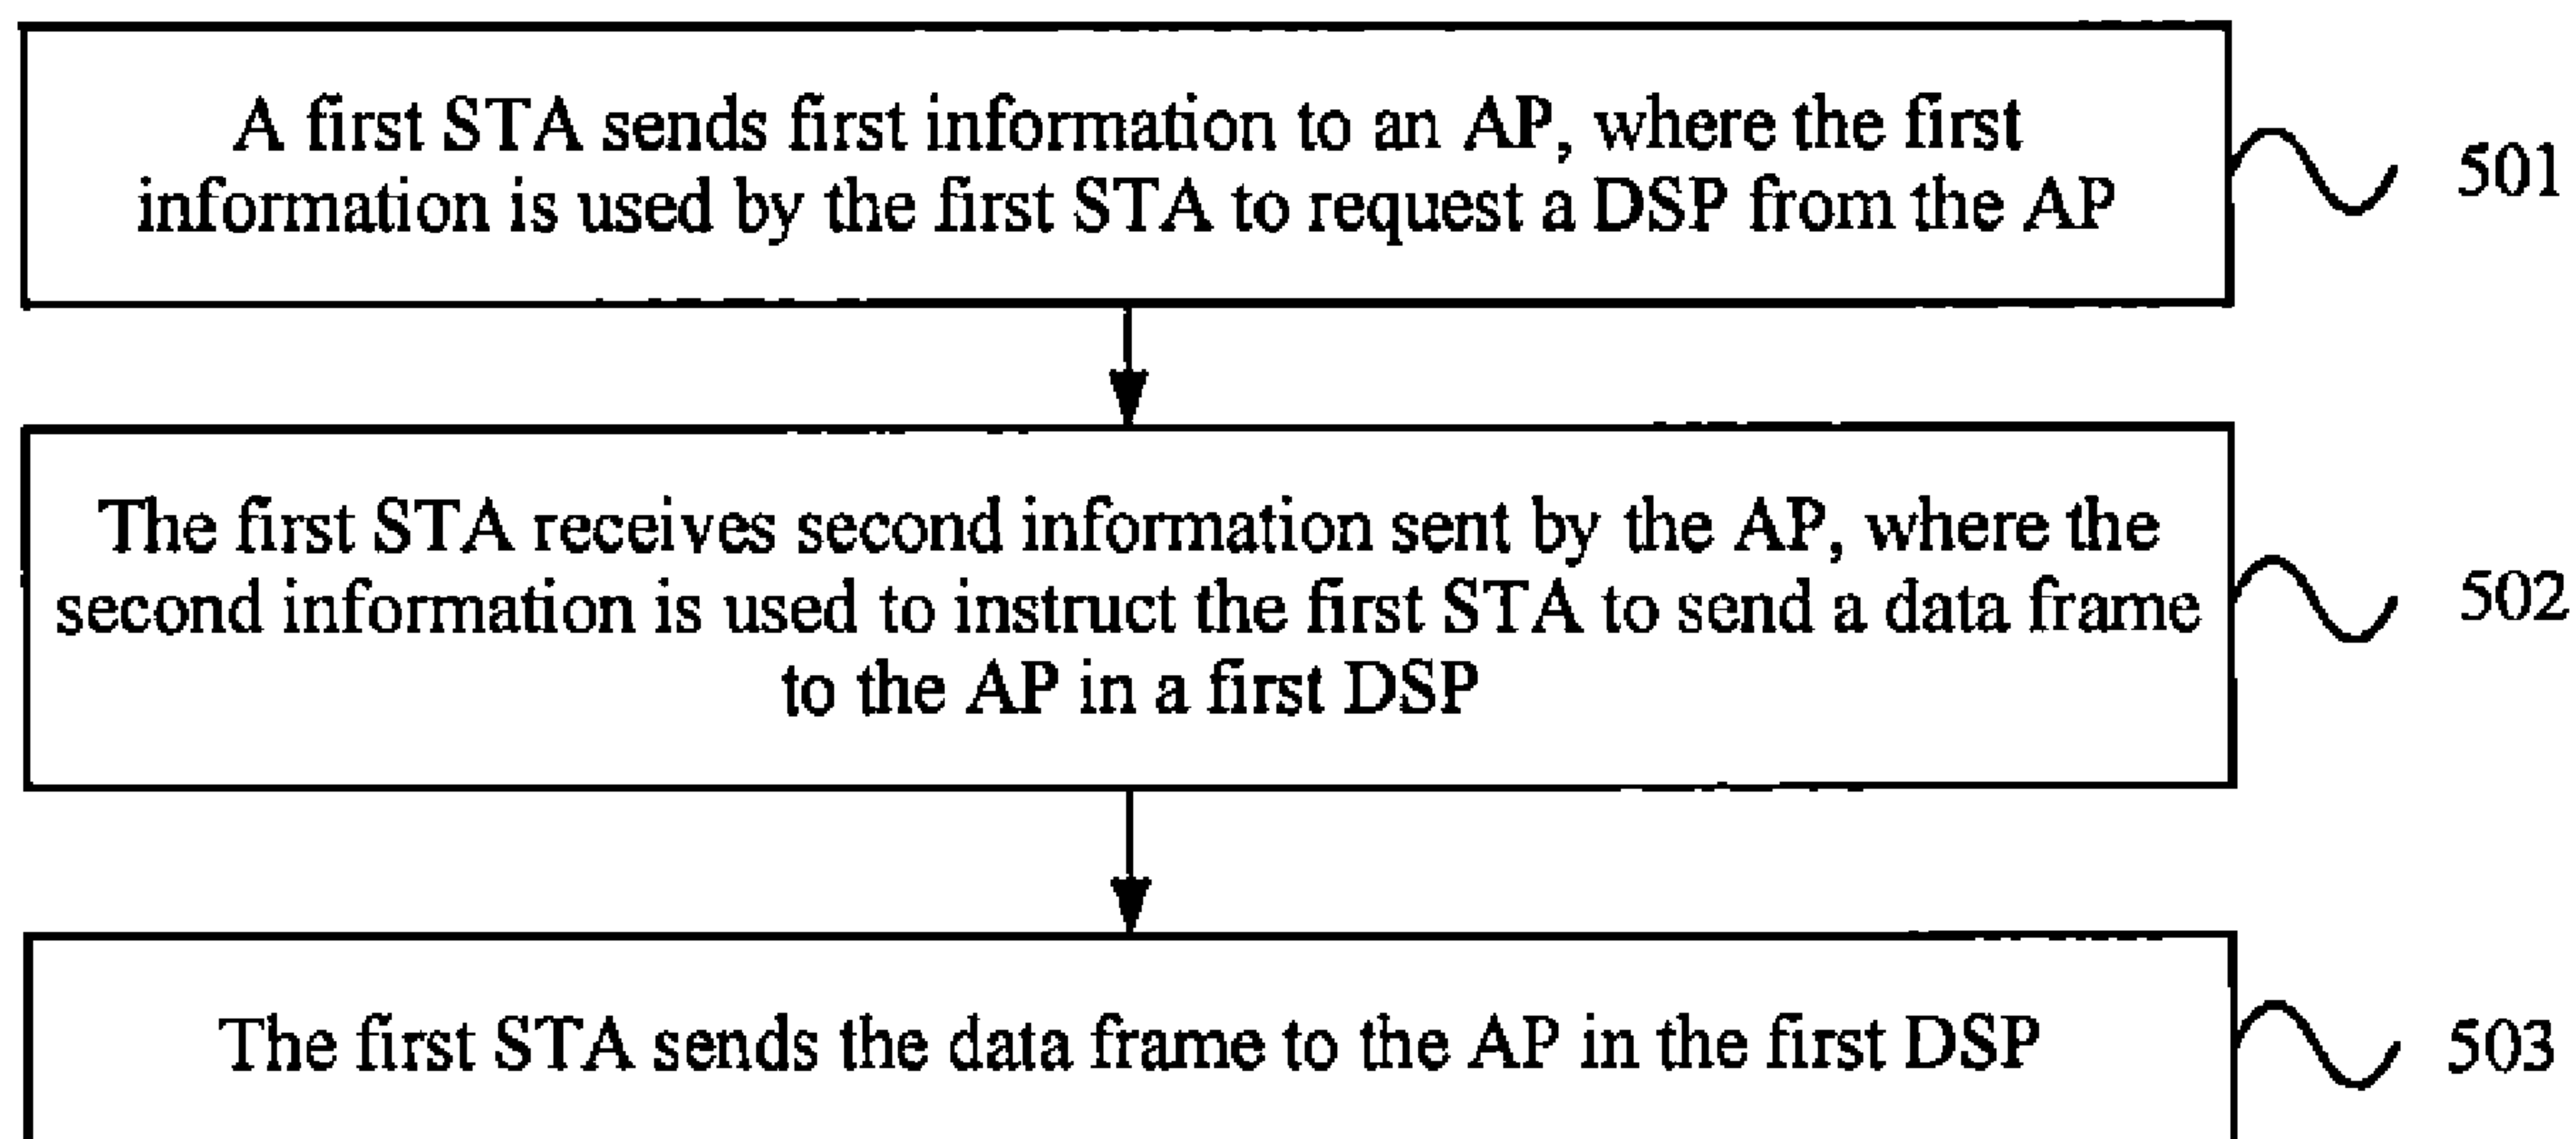 A first STA sends first information to an AP, where the first
information is used by the first STA to request a DSP from the AP
501
The first STA receives second information sent by the AP, where the
second information is used to instruct the first STA to send a data frame
to the AP in a first DSP
502
The first STA sends the data frame to the AP in the first DSP
503